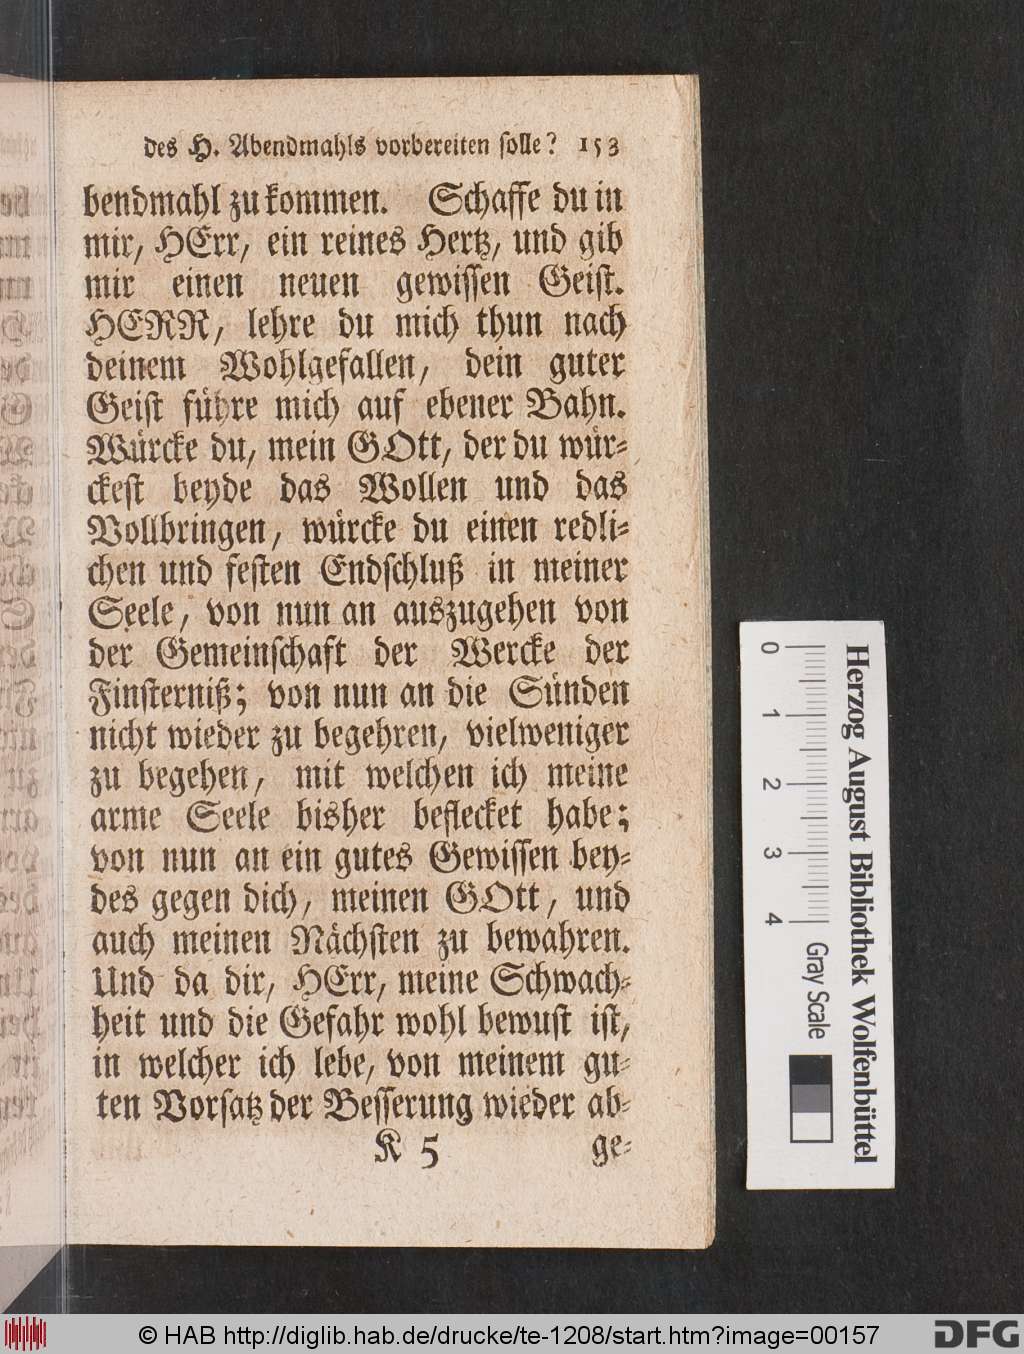 des H. Abendmahls vorbereiten solle? 153
bendmahl zu kommen. Schaffe du in
mir, HErr, ein reines Hertz, und gib
mir einen neuen gewissen Geist.
HERR, lehre du mich thun nach
deinem Wohlgefallen, dein guter
Geist führe mich auf ebener Bahn.
Würcke du, mein GOtt, der du wür-
ckest beyde das Wollen und das
Vollbringen, würcke du einen redli-
chen und festen Endschluß in meiner
Seele, von nun an auszugehen von
der Gemeinschaft der Wercke der
Finsterniß; von nun an die Sünden
nicht wieder zu begehren, vielweniger
zu begehen, mit welchen ich meine
arme Seele bisher beflecket habe;
von nun an ein gutes Gewissen bey-
des gegen dich, meinen GOtt, und
auch meinen Nächsten zu bewahren.
Und da dir, HErr, meine Schwach-
heit und die Gefahr wohl bewust ist,
in welcher ich lebe, von meinem gu-
ten Vorsatz der Besserung wieder ab-
K 5 ge-
Herzog August Bibliothek Wolfenbüttel
0 1 2 3 4 Gray Scale
© HAB http://diglib.hab.de/drucke/te-1208/start.htm?image=00157
DFG